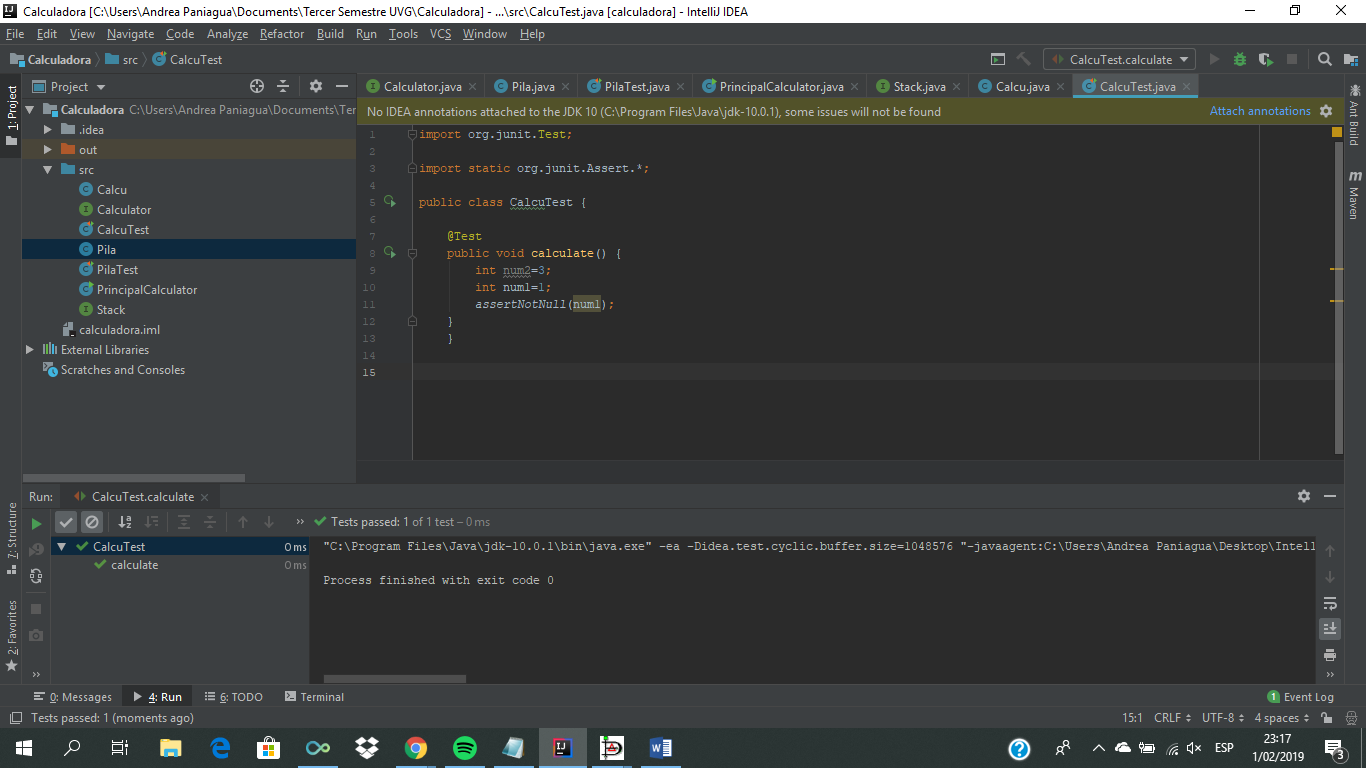 Calculadora [C:\Users\Andrea Paniagua\Documents\Tercer Semestre UVG\Calculadora] - ...\src\CalcuTest.java [calculadora] - IntelliJ IDEA
File Edit View Navigate Code Analyze Refactor Build Run Tools VCS Window Help
Calculadora src CalcuTest CalcuTest.calculate
Project
Calculator.java Pila.java PilaTest.java PrincipalCalculator.java Stack.java Calcu.java CalcuTest.java
1: Project
Ant Build
Maven
Calculadora C:\Users\Andrea Paniagua\Documents\Ter
.idea
out
src
Calcu
Calculator
CalcuTest
Pila
PilaTest
PrincipalCalculator
Stack
calculadora.iml
External Libraries
Scratches and Consoles
No IDEA annotations attached to the JDK 10 (C:\Program Files\Java\jdk-10.0.1), some issues will not be found Attach annotations
1 import org.junit.Test;
2
3 import static org.junit.Assert.*;
4
5 public class CalcuTest {
6
7 @Test
8 public void calculate() {
9 int num2=3;
10 int num1=1;
11 assertNotNull(num1);
12 }
13 }
14
15
7: Structure
2: Favorites
Run: CalcuTest.calculate
Tests passed: 1 of 1 test – 0 ms
CalcuTest 0 ms
calculate 0 ms
"C:\Program Files\Java\jdk-10.0.1\bin\java.exe" -ea -Didea.test.cyclic.buffer.size=1048576 "-javaagent:C:\Users\Andrea Paniagua\Desktop\Intell
Process finished with exit code 0
0: Messages 4: Run 6: TODO Terminal 1 Event Log
Tests passed: 1 (moments ago) 15:1 CRLF UTF-8 4 spaces
ESP 23:17
1/02/2019 3